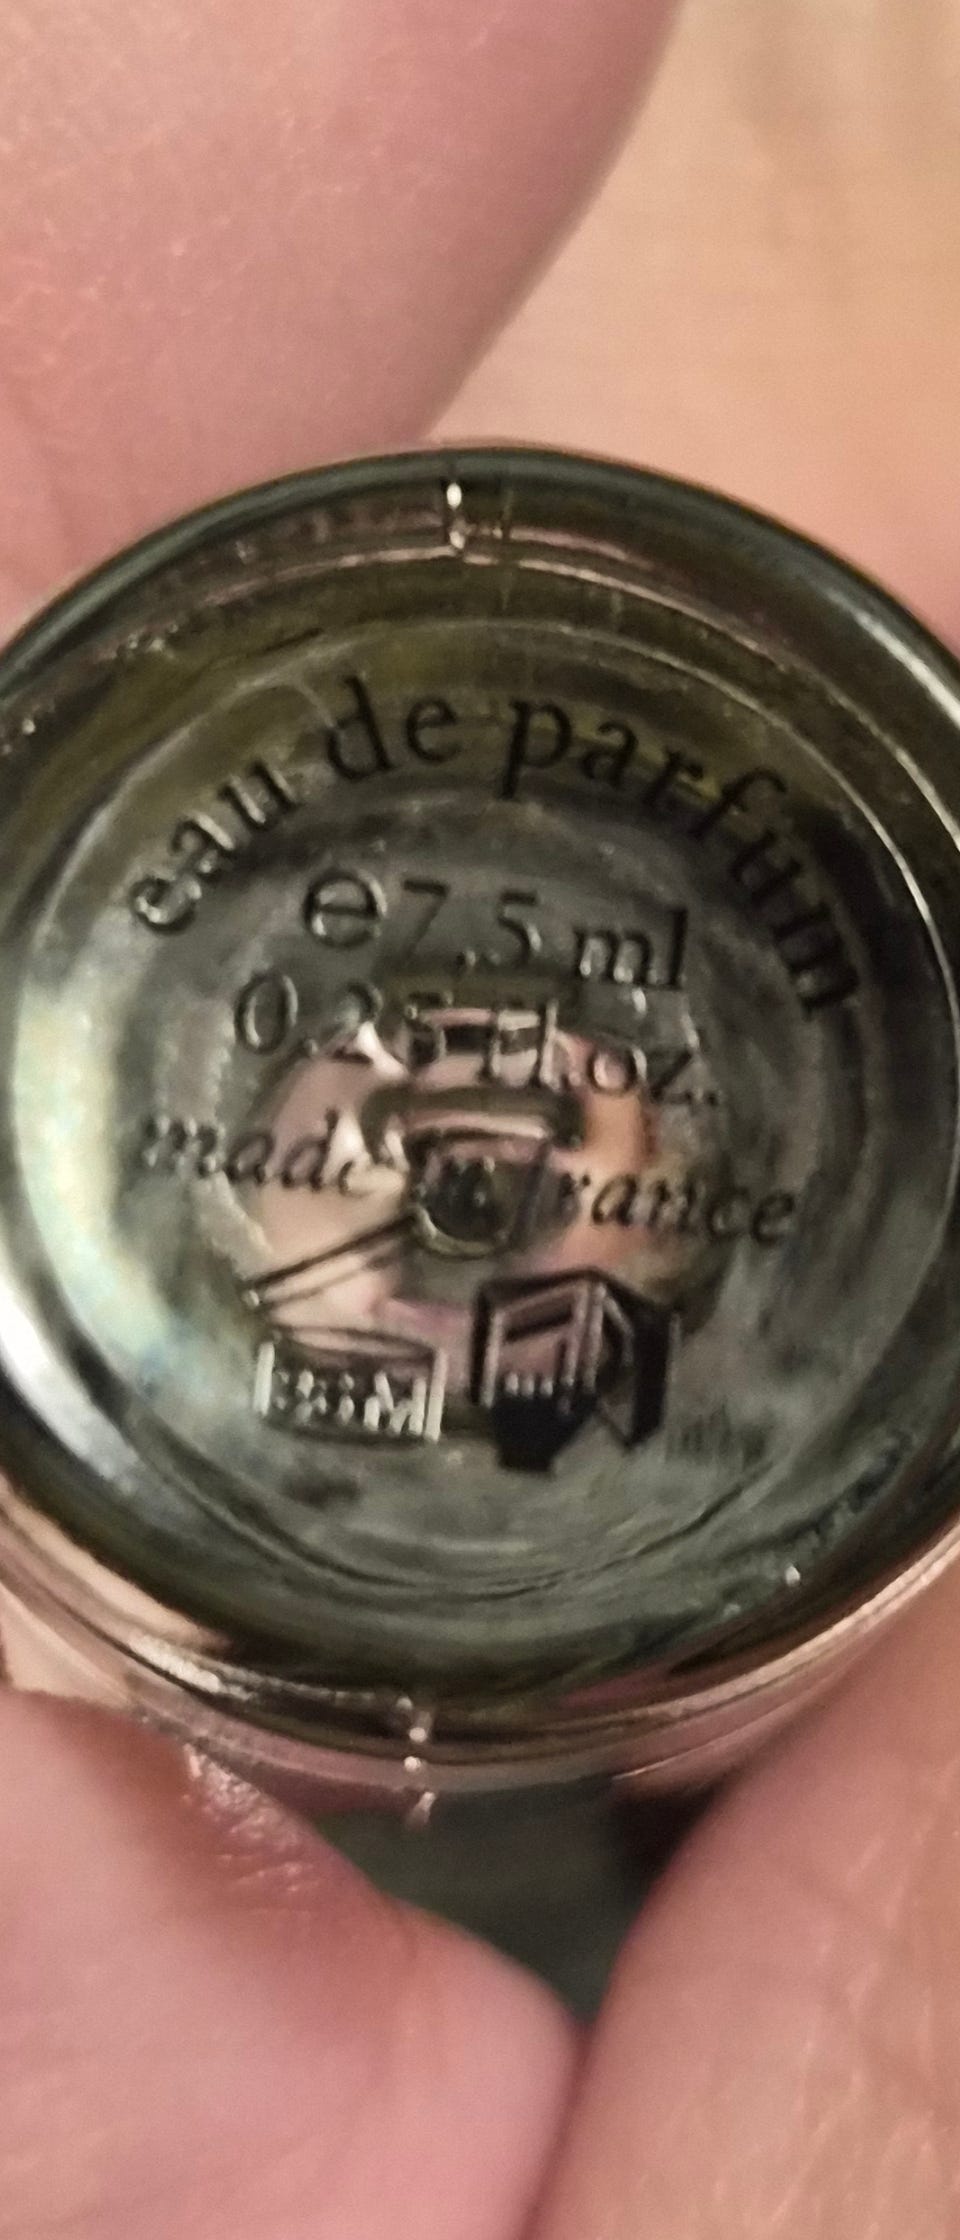 eau de parfum
e 7,5 ml
0.25 fl.oz.
made in france